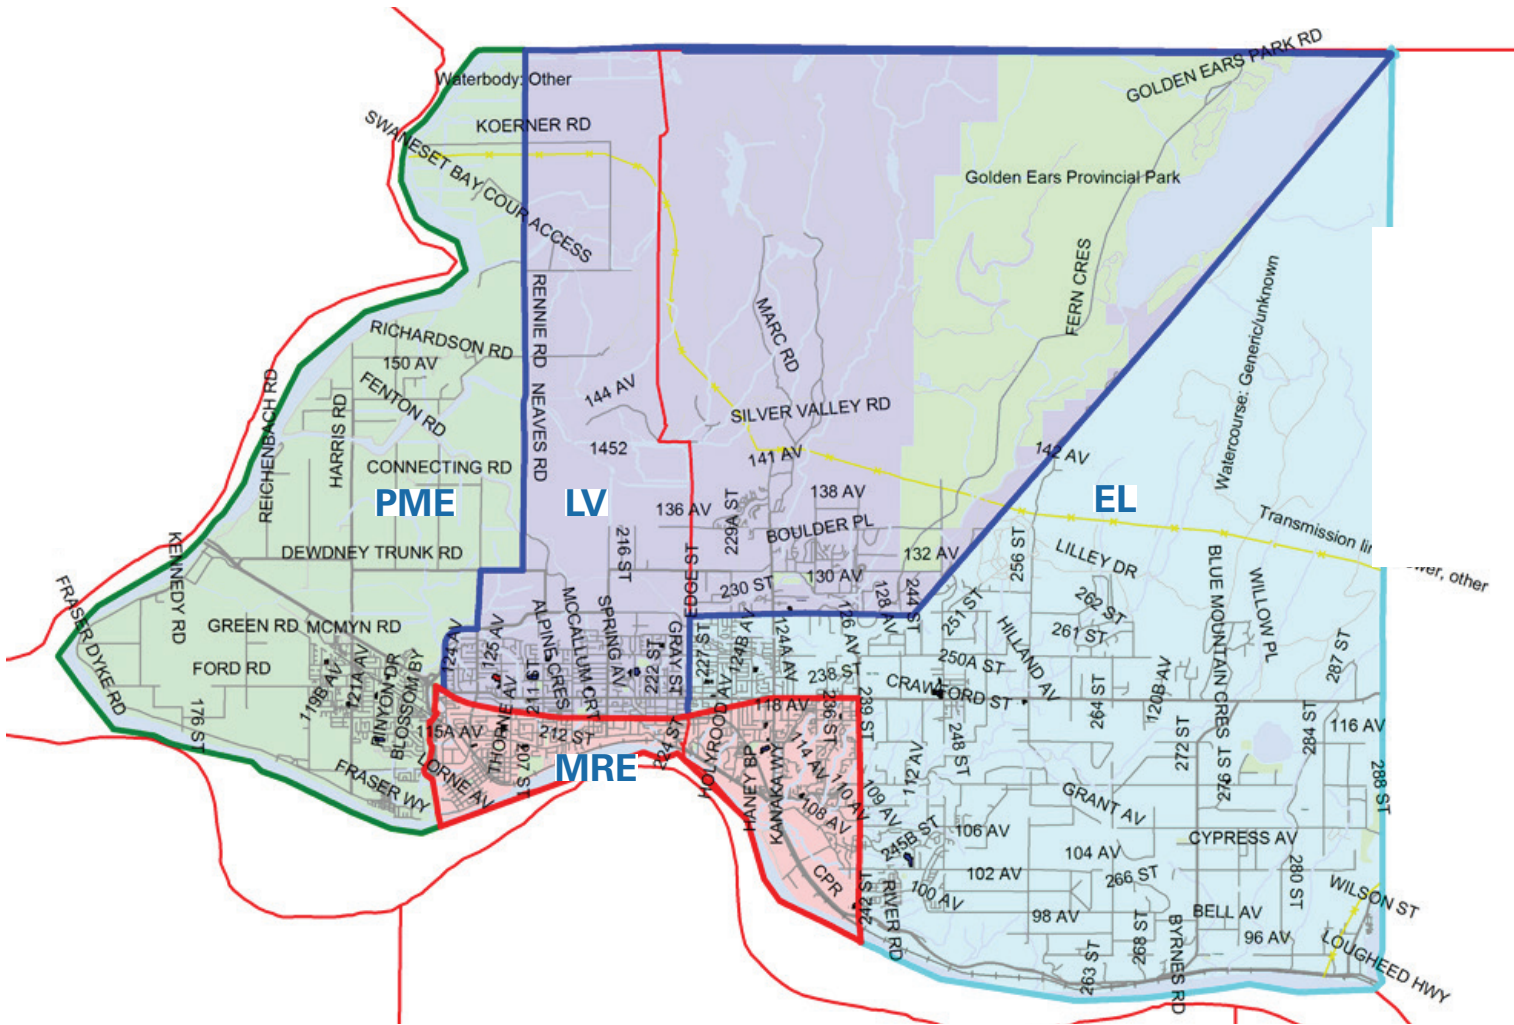 GOLDEN EARS PARK RD
Waterbody: Other
KOERNER RD
SWANESET BAY COUR ACCESS
Golden Ears Provincial Park
FERN CRES
Watercourse: Generic/unknown
RENNIE RD
MARC RD
RICHARDSON RD
150 AV
FENTON RD
NEAVES RD
144 AV
SILVER VALLEY RD
REICHENBACH RD
HARRIS RD
1452
141 AV
142 AV
CONNECTING RD
PME
LV
EL
136 AV
229A ST
138 AV
BOULDER PL
KENNEDY RD
DEWDNEY TRUNK RD
216 ST
EDGE ST
132 AV
256 ST
LILLEY DR
BLUE MOUNTAIN CRES
WILLOW PL
230 ST
130 AV
128 AV
244 ST
251 ST
262 ST
261 ST
FRASER DYKE RD
GREEN RD
MCMYN RD
124 AV
125 AV
ALPINE CRES
MCCALLUM CRT
SPRING AV
222 ST
GRAY ST
227 ST
124B AV
124A AV
126 AV
HILLAND AV
287 ST
FORD RD
119B AV
121A AV
PINYON DR
BLOSSOM BY
238 ST
250A ST
CRAWFORD ST
264 ST
120B AV
176 ST
115A AV
THORNE AV
212 ST
207 ST
224 ST
HOLYROOD AV
118 AV
236 ST
239 ST
248 ST
272 ST
276 ST
284 ST
116 AV
288 ST
FRASER WY
LORNE AV
MRE
HANEY BP
KANAKA WY
114 AV
110 AV
108 AV
109 AV
112 AV
GRANT AV
245B ST
106 AV
104 AV
CYPRESS AV
CPR
242 ST
RIVER RD
100 AV
102 AV
266 ST
280 ST
WILSON ST
98 AV
263 ST
268 ST
BYRNES RD
BELL AV
96 AV
LOUGHEED HWY